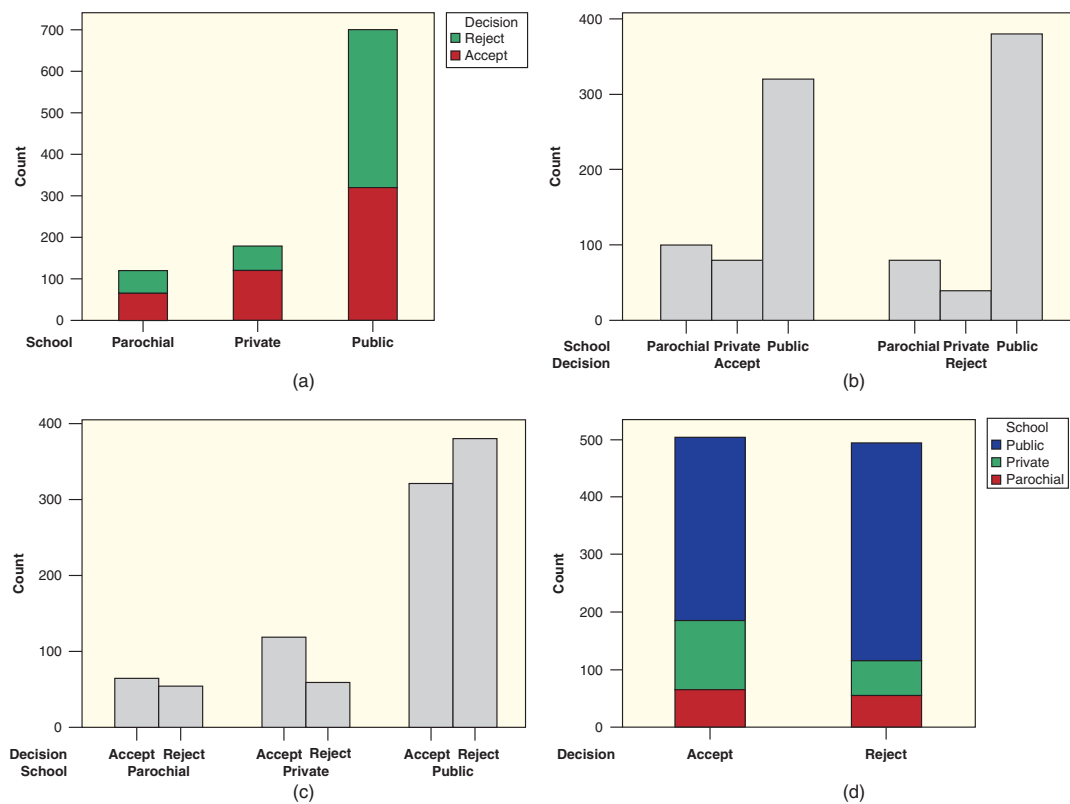 700
600
500
400
300
200
100
0
Count
School Parochial Private Public
Decision
Reject
Accept
(a)
400
300
200
100
0
Count
School Parochial Private Public Parochial Private Public
Decision Accept Reject
(b)
400
300
200
100
0
Count
Decision Accept Reject Accept Reject Accept Reject
School Parochial Private Public
(c)
500
400
300
200
100
0
Count
Decision Accept Reject
School
Public
Private
Parochial
(d)